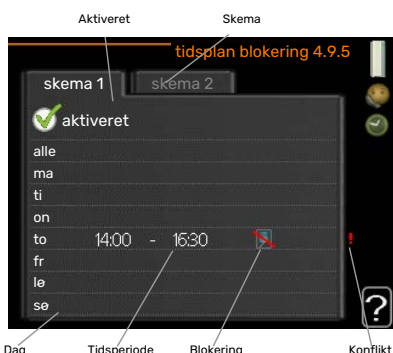 Aktiveret Skema
tidsplan blokering 4.9.5
skema 1 skema 2
aktiveret
alle
ma
ti
on
to 14:00 - 16:30 !
fr
lø
sø
?
Dag Tidsperiode Blokering Konflikt